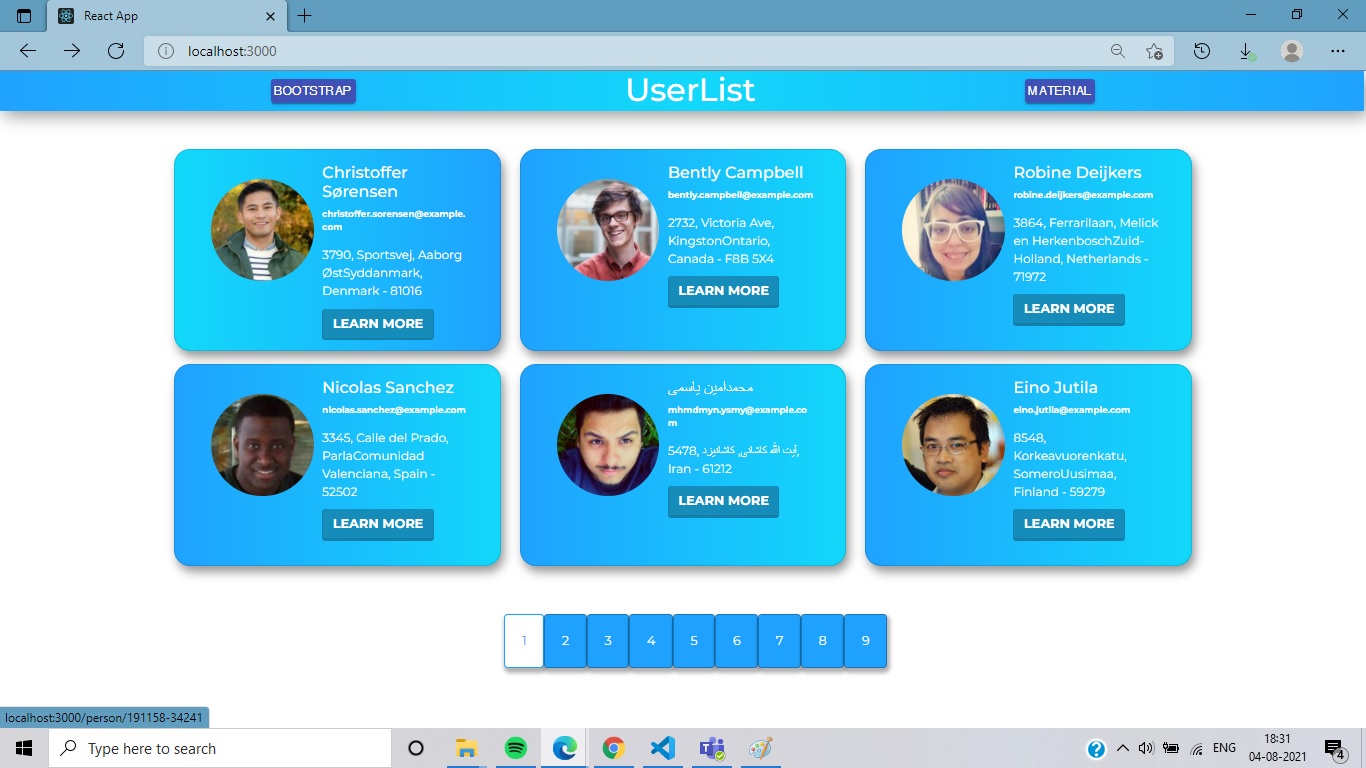 React App
localhost:3000
BOOTSTRAP
UserList
MATERIAL
Christoffer
Sørensen
christoffer.sorensen@example.
com
3790, Sportsvej, Aaborg
ØstSyddanmark,
Denmark - 81016
LEARN MORE
Bently Campbell
bently.campbell@example.com
2732, Victoria Ave,
KingstonOntario,
Canada - F8B 5X4
LEARN MORE
Robine Deijkers
robine.deijkers@example.com
3864, Ferrarilaan, Melick
en HerkenboschZuid-
Holland, Netherlands -
71972
LEARN MORE
Nicolas Sanchez
nicolas.sanchez@example.com
3345, Calle del Prado,
ParlaComunidad
Valenciana, Spain -
52502
LEARN MORE
محمدامین یاسمی
mhmdmyn.ysmy@example.co
m
5478, آیت الله کاشانی, کاشانیزد,
Iran - 61212
LEARN MORE
Eino Jutila
eino.jutila@example.com
8548,
Korkeavuorenkatu,
SomeroUusimaa,
Finland - 59279
LEARN MORE
1 2 3 4 5 6 7 8 9
localhost:3000/person/191158-34241
Type here to search
ENG
18:31
04-08-2021
4